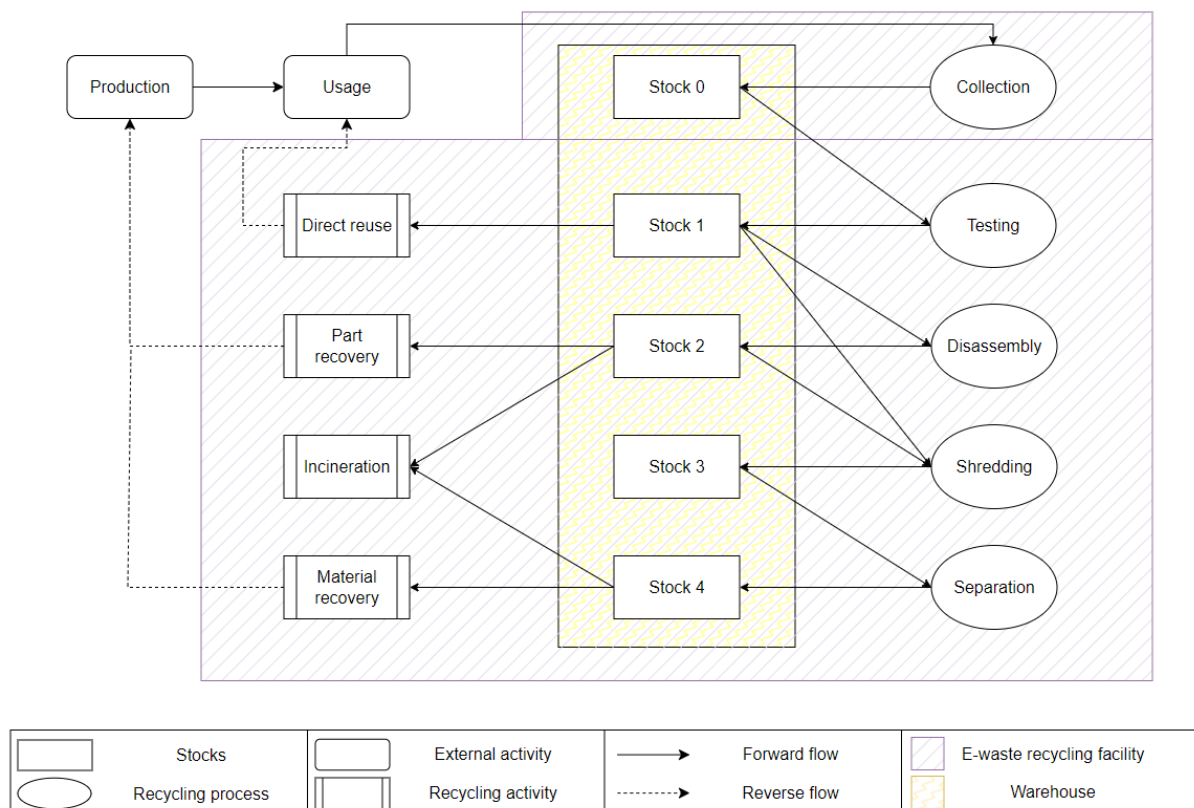 Production
Usage
Stock 0
Collection
Direct reuse
Stock 1
Testing
Part
recovery
Stock 2
Disassembly
Incineration
Stock 3
Shredding
Material
recovery
Stock 4
Separation
Stocks
External activity
Forward flow
E-waste recycling facility
Recycling process
Recycling activity
Reverse flow
Warehouse